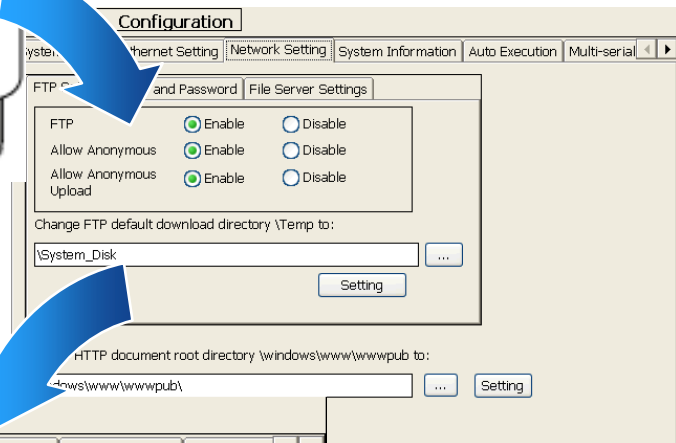 Configuration
Ethernet Setting Network Setting System Information Auto Execution Multi-serial
FTP and Password File Server Settings
FTP Enable Disable
Allow Anonymous Enable Disable
Allow Anonymous Upload Enable Disable
Change FTP default download directory \Temp to:
\System_Disk ...
Setting
HTTP document root directory \windows\www\wwwpub to:
dows\www\wwwpub\ ... Setting